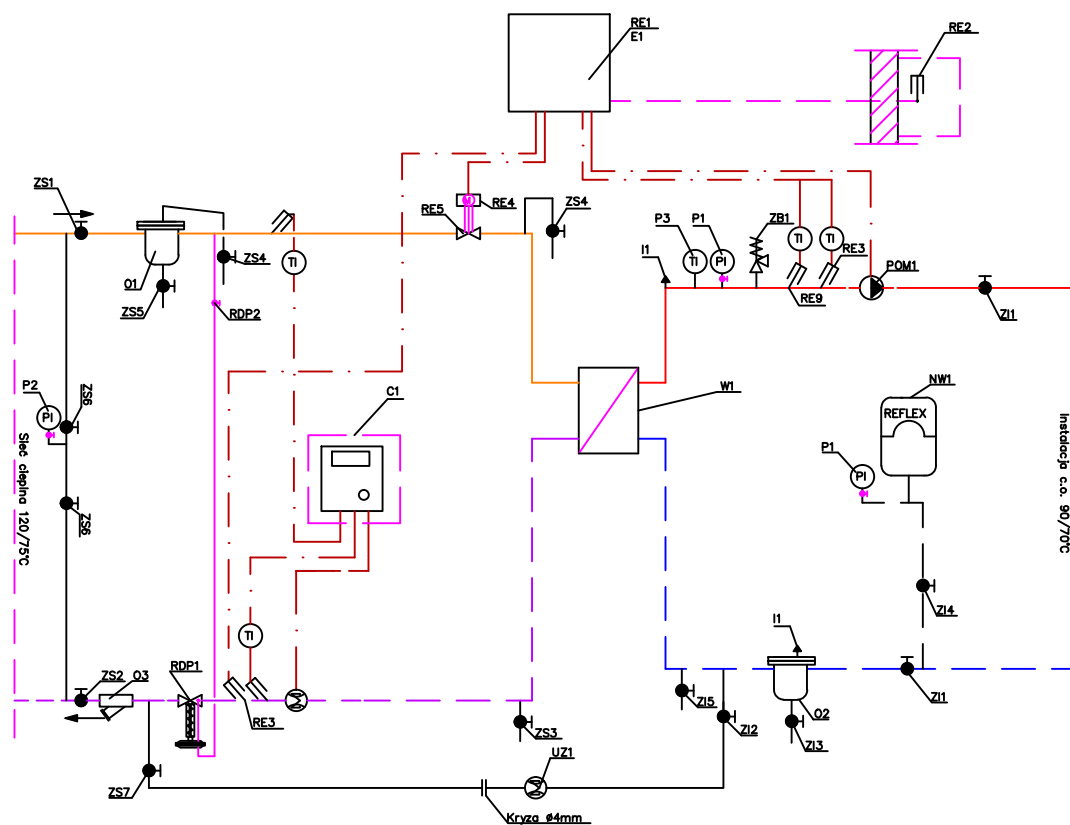 RE1
E1
RE2
ZS1
RE5
M
RE4
ZS4
P3
P1
ZB1
TI
TI
RE3
I1
TI
PI
POM1
O1
ZS4
TI
ZS5
RDP2
RE9
ZI1
P2
PI
ZS6
C1
W1
NW1
REFLEX
Sieć cieplna 120/75°C
Instalacja c.o. 90/70°C
P1
PI
ZS6
ZI4
TI
I1
ZS2
O3
RDP1
RE3
ZS3
ZI5
ZI2
O2
ZI3
ZI1
ZS7
UZ1
Kryza ø4mm